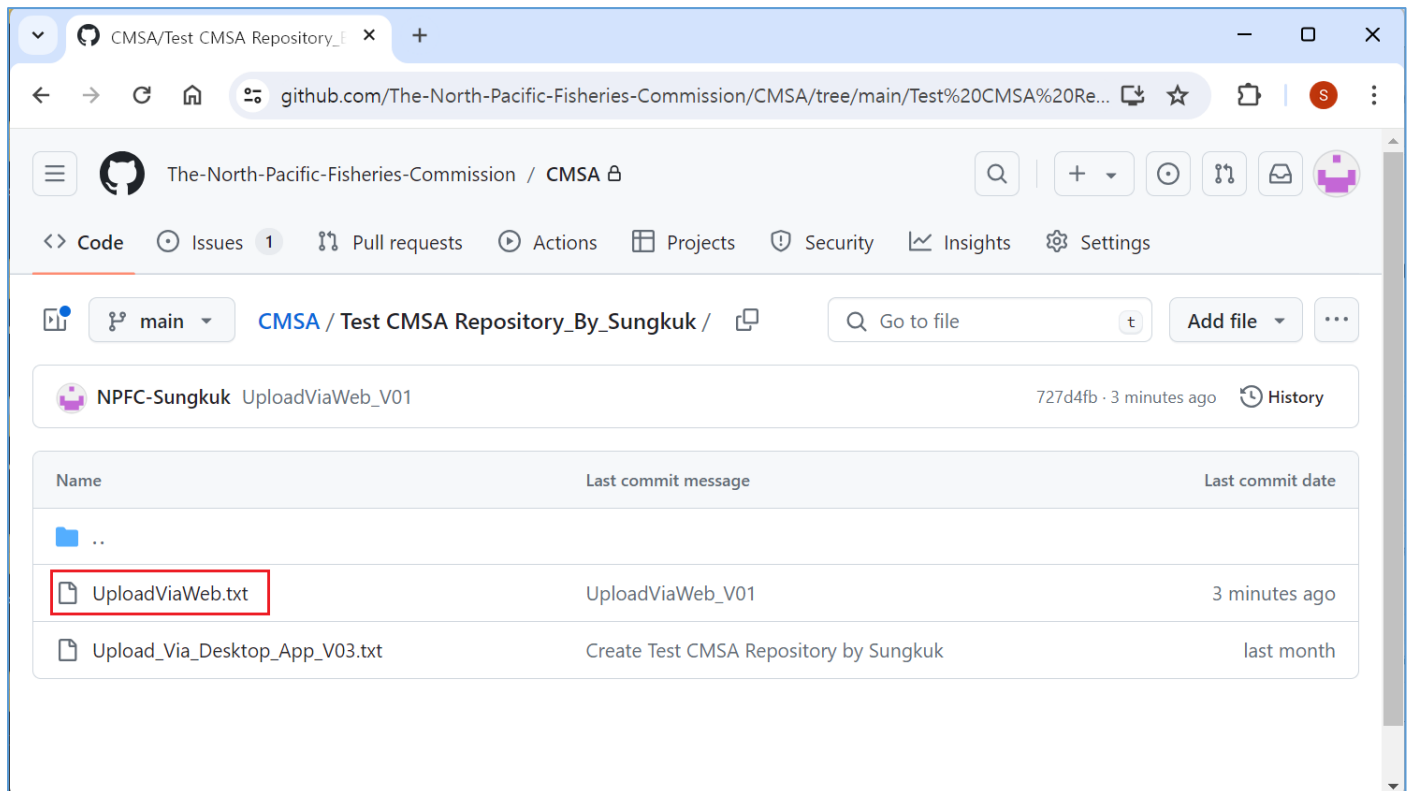 CMSA/Test CMSA Repository_
github.com/The-North-Pacific-Fisheries-Commission/CMSA/tree/main/Test%20CMSA%20Re...
S
The-North-Pacific-Fisheries-Commission / CMSA
Code Issues 1 Pull requests Actions Projects Security Insights Settings
main CMSA / Test CMSA Repository_By_Sungkuk / Go to file t Add file ...
NPFC-Sungkuk UploadViaWeb_V01 727d4fb · 3 minutes ago History
Name Last commit message Last commit date
..
UploadViaWeb.txt UploadViaWeb_V01 3 minutes ago
Upload_Via_Desktop_App_V03.txt Create Test CMSA Repository by Sungkuk last month